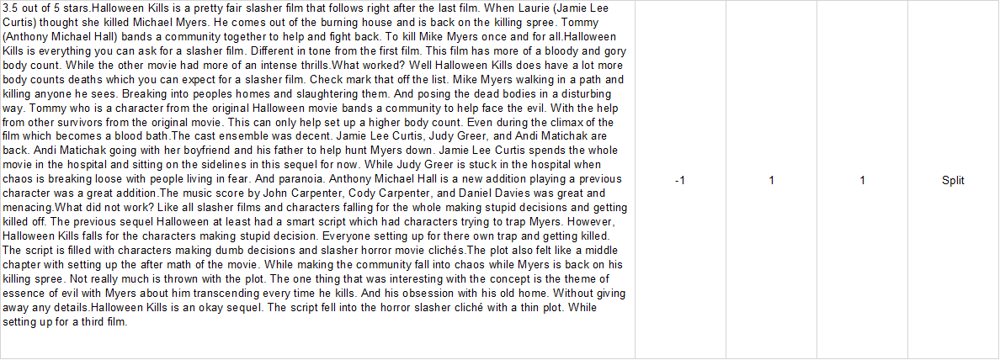 3.5 out of 5 stars.Halloween Kills is a pretty fair slasher film that follows right after the last film. When Laurie (Jamie Lee
Curtis) thought she killed Michael Myers. He comes out of the burning house and is back on the killing spree. Tommy
(Anthony Michael Hall) bands a community together to help and fight back. To kill Mike Myers once and for all.Halloween
Kills is everything you can ask for a slasher film. Different in tone from the first film. This film has more of a bloody and gory
body count. While the other movie had more of an intense thrills.What worked? Well Halloween Kills does have a lot more
body counts deaths which you can expect for a slasher film. Check mark that off the list. Mike Myers walking in a path and
killing anyone he sees. Breaking into peoples homes and slaughtering them. And posing the dead bodies in a disturbing
way. Tommy who is a character from the original Halloween movie bands a community to help face the evil. With the help
from other survivors from the original movie. This can only help set up a higher body count. Even during the climax of the
film which becomes a blood bath.The cast ensemble was decent. Jamie Lee Curtis, Judy Greer, and Andi Matichak are
back. Andi Matichak going with her boyfriend and his father to help hunt Myers down. Jamie Lee Curtis spends the whole
movie in the hospital and sitting on the sidelines in this sequel for now. While Judy Greer is stuck in the hospital when
chaos is breaking loose with people living in fear. And paranoia. Anthony Michael Hall is a new addition playing a previous
character was a great addition.The music score by John Carpenter, Cody Carpenter, and Daniel Davies was great and
menacing.What did not work? Like all slasher films and characters falling for the whole making stupid decisions and getting
killed off. The previous sequel Halloween at least had a smart script which had characters trying to trap Myers. However,
Halloween Kills falls for the characters making stupid decision. Everyone setting up for there own trap and getting killed.
The script is filled with characters making dumb decisions and slasher horror movie clichés.The plot also felt like a middle
chapter with setting up the after math of the movie. While making the community fall into chaos while Myers is back on his
killing spree. Not really much is thrown with the plot. The one thing that was interesting with the concept is the theme of
essence of evil with Myers about him transcending every time he kills. And his obsession with his old home. Without giving
away any details.Halloween Kills is an okay sequel. The script fell into the horror slasher cliché with a thin plot. While
setting up for a third film.
-1 1 1 Split